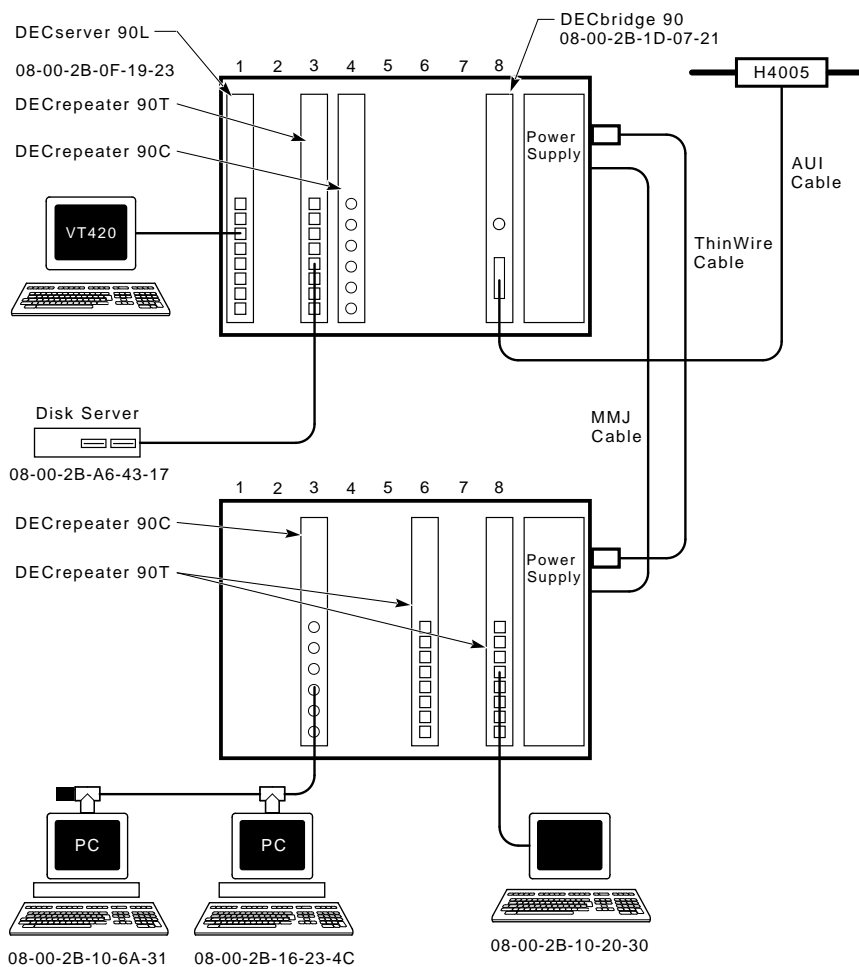 DECserver 90L
08-00-2B-0F-19-23
DECrepeater 90T
DECrepeater 90C
DECbridge 90
08-00-2B-1D-07-21
1 2 3 4 5 6 7 8
H4005
Power
Supply
AUI
Cable
ThinWire
Cable
VT420
MMJ
Cable
Disk Server
08-00-2B-A6-43-17
1 2 3 4 5 6 7 8
DECrepeater 90C
DECrepeater 90T
Power
Supply
PC
PC
08-00-2B-10-6A-31
08-00-2B-16-23-4C
08-00-2B-10-20-30